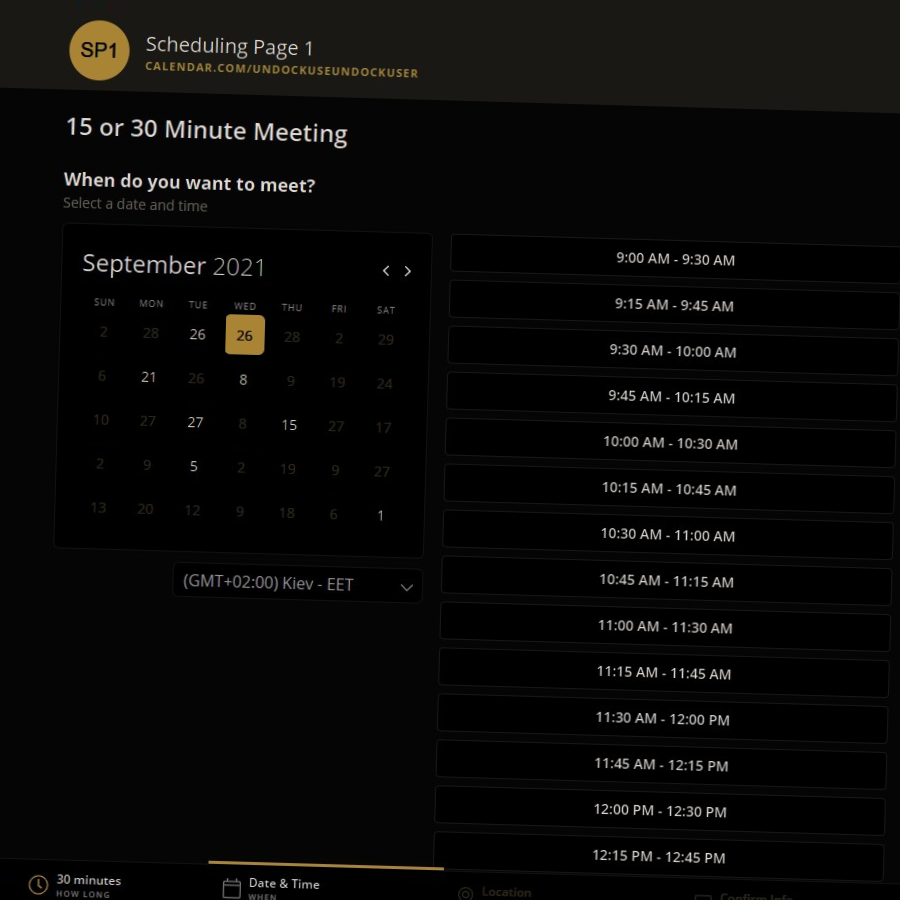 SP1
Scheduling Page 1
CALENDAR.COM/UNDOCKUSEUNDOCKUSER
15 or 30 Minute Meeting
When do you want to meet?
Select a date and time
September 2021
SUN MON TUE WED THU FRI SAT
2 28 26 26 28 2 29
6 21 26 8 9 19 24
10 27 27 8 15 27 17
2 9 5 2 19 9 27
13 20 12 9 18 6 1
(GMT+02:00) Kiev - EET
9:00 AM - 9:30 AM
9:15 AM - 9:45 AM
9:30 AM - 10:00 AM
9:45 AM - 10:15 AM
10:00 AM - 10:30 AM
10:15 AM - 10:45 AM
10:30 AM - 11:00 AM
10:45 AM - 11:15 AM
11:00 AM - 11:30 AM
11:15 AM - 11:45 AM
11:30 AM - 12:00 PM
11:45 AM - 12:15 PM
12:00 PM - 12:30 PM
12:15 PM - 12:45 PM
30 minutes
HOW LONG
Date & Time
WHEN
Location
Confirm Info